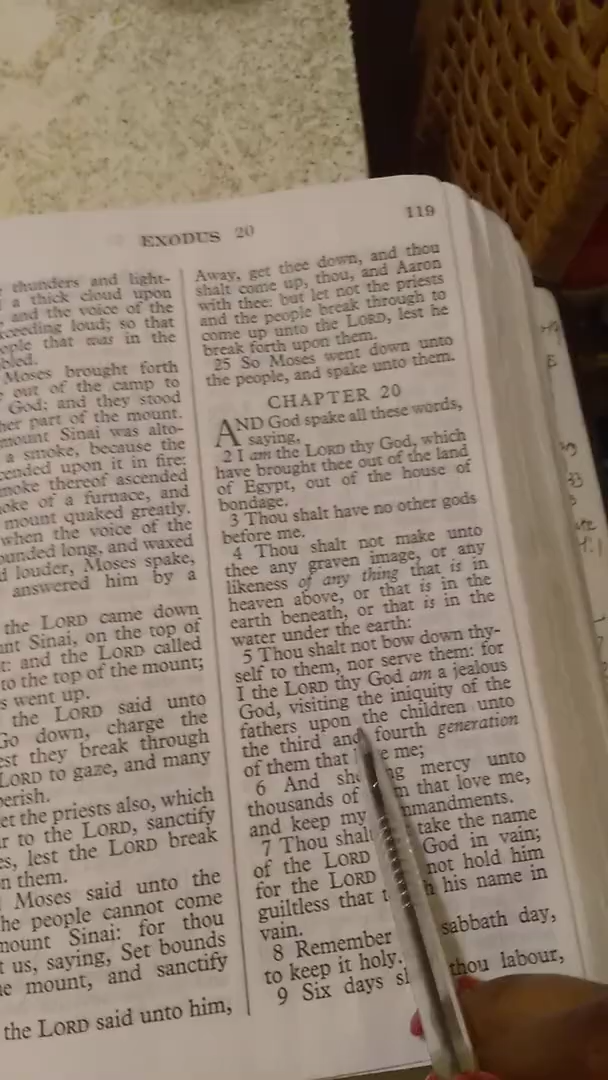 EXODUS 20
119
thunders and light-
a thick cloud upon
and the voice of the
ceeding loud; so that
ople that was in the
bled.
Moses brought forth
out of the camp to
God; and they stood
her part of the mount.
mount Sinai was alto-
a smoke, because the
cended upon it in fire:
moke thereof ascended
oke of a furnace, and
mount quaked greatly.
when the voice of the
ounded long, and waxed
d louder, Moses spake,
answered him by a
the LORD came down
unt Sinai, on the top of
t: and the LORD called
to the top of the mount;
s went up.
the LORD said unto
Go down, charge the
est they break through
LORD to gaze, and many
perish.
et the priests also, which
r to the LORD, sanctify
es, lest the LORD break
n them.
Moses said unto the
he people cannot come
mount Sinai: for thou
t us, saying, Set bounds
e mount, and sanctify
the LORD said unto him,
Away, get thee down, and thou
shalt come up, thou, and Aaron
with thee: but let not the priests
and the people break through to
come up unto the LORD, lest he
break forth upon them.
25 So Moses went down unto
the people, and spake unto them.
CHAPTER 20
AND God spake all these words,
saying,
2 I am the LORD thy God, which
have brought thee out of the land
of Egypt, out of the house of
bondage.
3 Thou shalt have no other gods
before me.
4 Thou shalt not make unto
thee any graven image, or any
likeness of any thing that is in
heaven above, or that is in the
earth beneath, or that is in the
water under the earth:
5 Thou shalt not bow down thy-
self to them, nor serve them: for
I the LORD thy God am a jealous
God, visiting the iniquity of the
fathers upon the children unto
the third and fourth generation
of them that me;
6 And mercy unto
thousands of that love me,
and keep my commandments.
7 Thou shalt take the name
of the LORD God in vain;
for the LORD not hold him
guiltless that his name in
vain.
8 Remember sabbath day,
to keep it holy.
9 Six days thou labour,